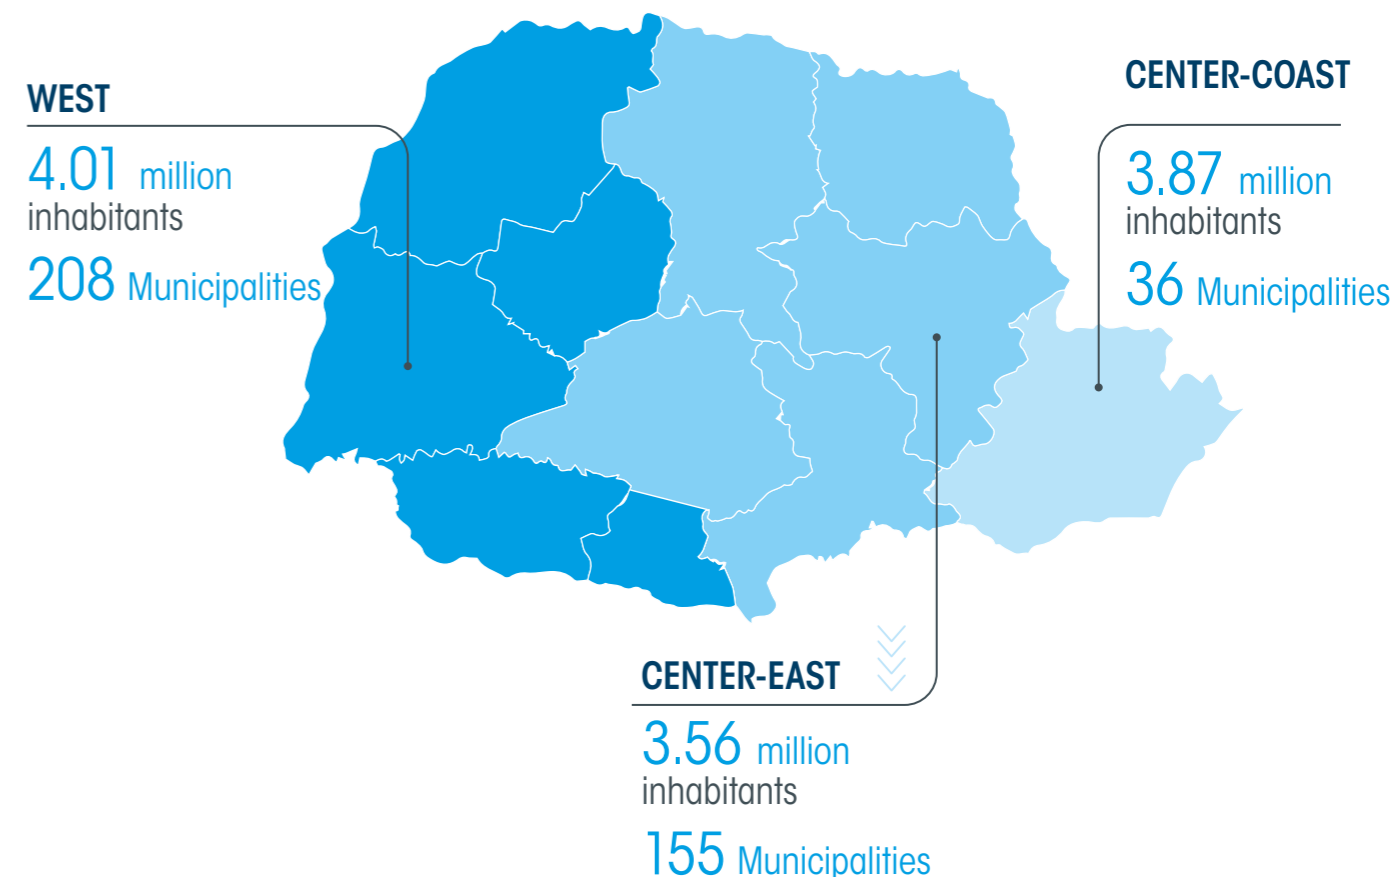 WEST
4.01 million
inhabitants
208 Municipalities
CENTER-COAST
3.87 million
inhabitants
36 Municipalities
CENTER-EAST
3.56 million
inhabitants
155 Municipalities